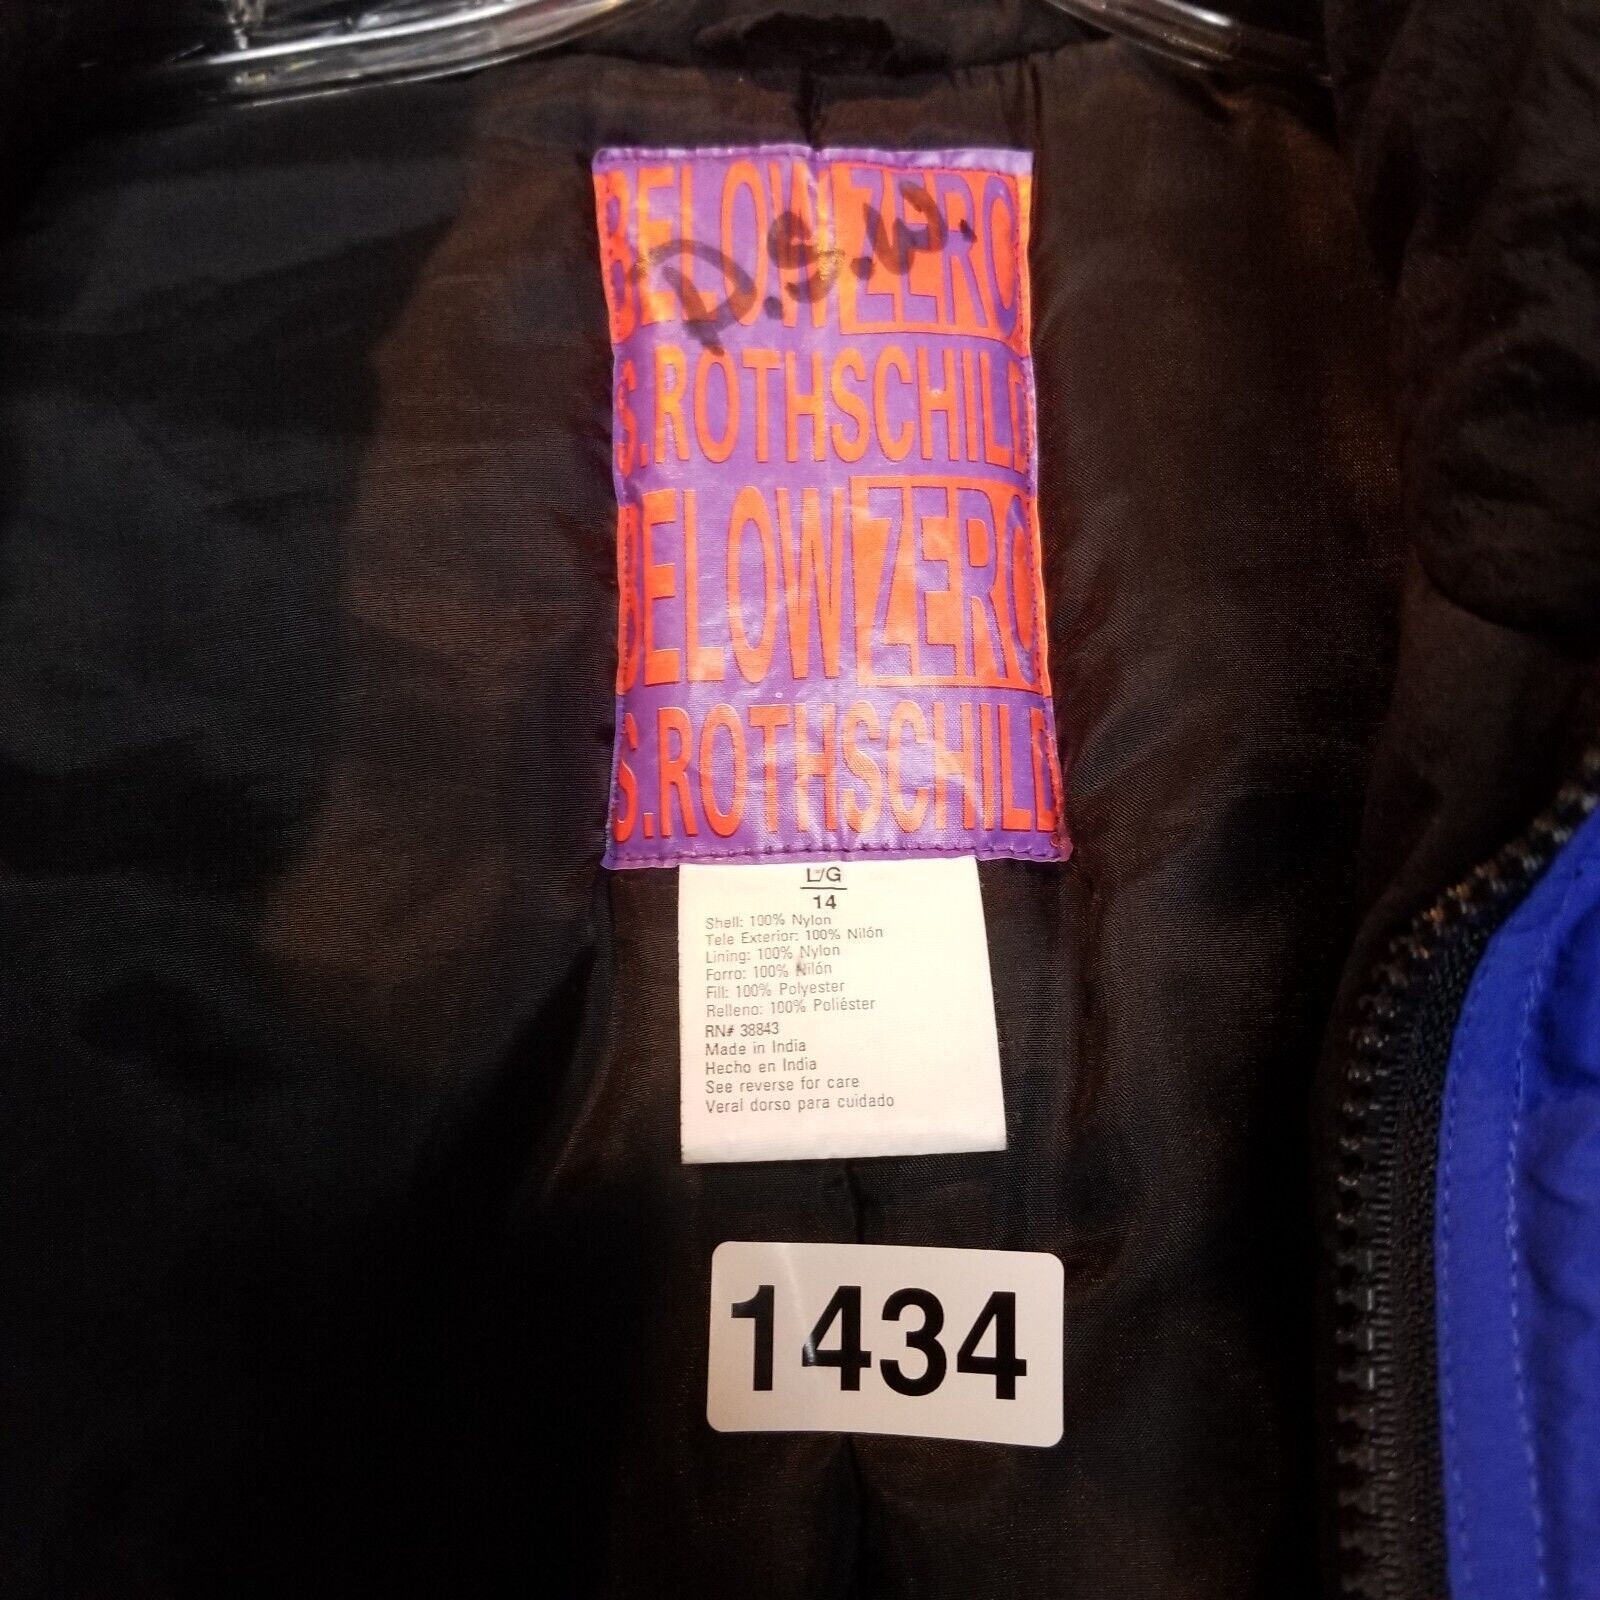 BELOW ZERO
D.S.W.
S.ROTHSCHILD
BELOW ZERO
S.ROTHSCHILD
L/G
14
Shell: 100% Nylon
Tele Exterior: 100% Nilón
Lining: 100% Nylon
Forro: 100% Nilón
Fill: 100% Polyester
Relleno: 100% Poliéster
RN# 38843
Made in India
Hecho en India
See reverse for care
Veral dorso para cuidado
1434